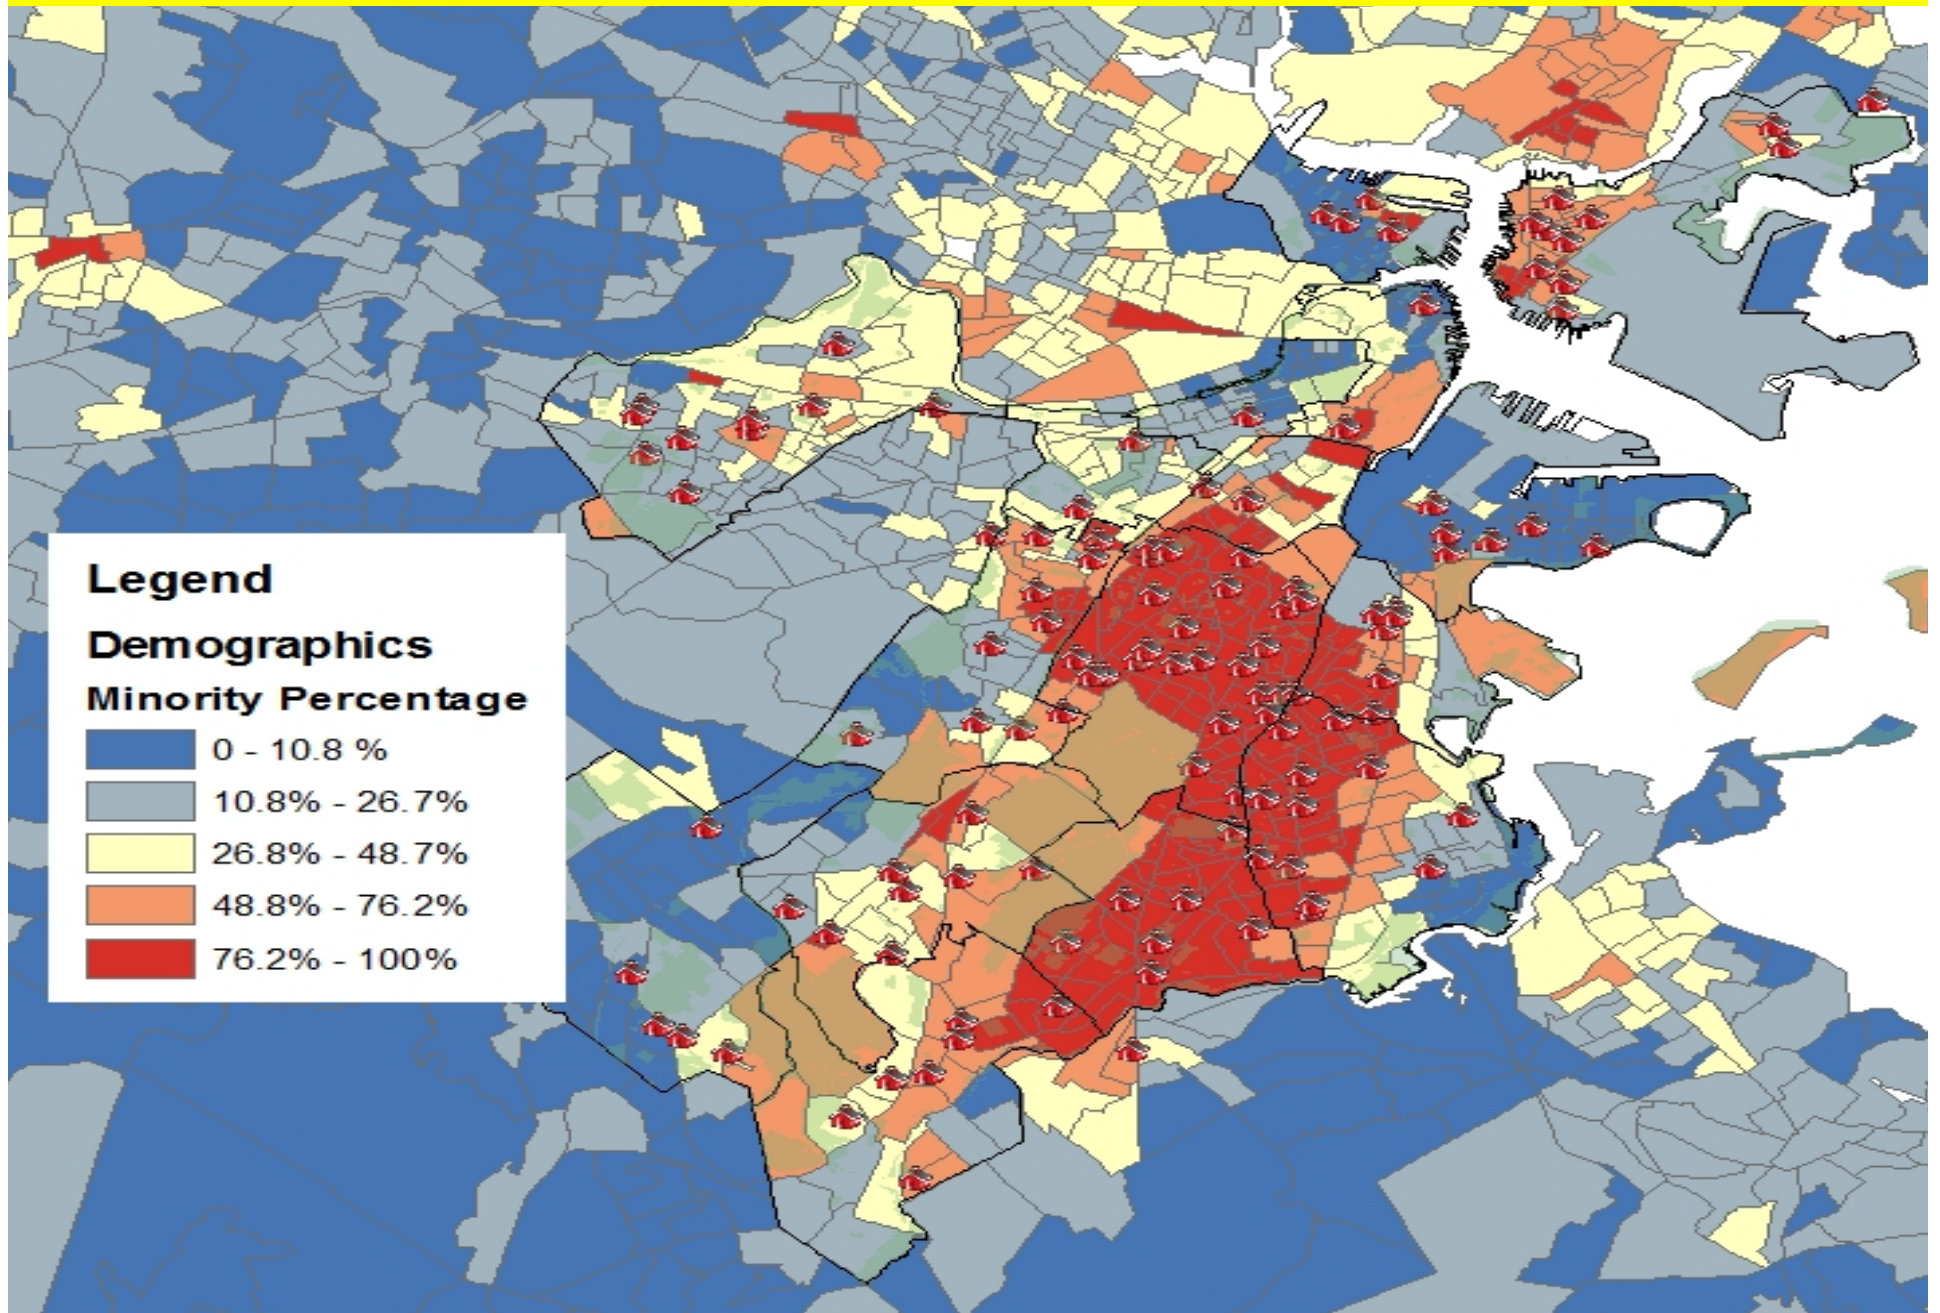 Legend
Demographics
Minority Percentage
0 - 10.8 %
10.8% - 26.7%
26.8% - 48.7%
48.8% - 76.2%
76.2% - 100%